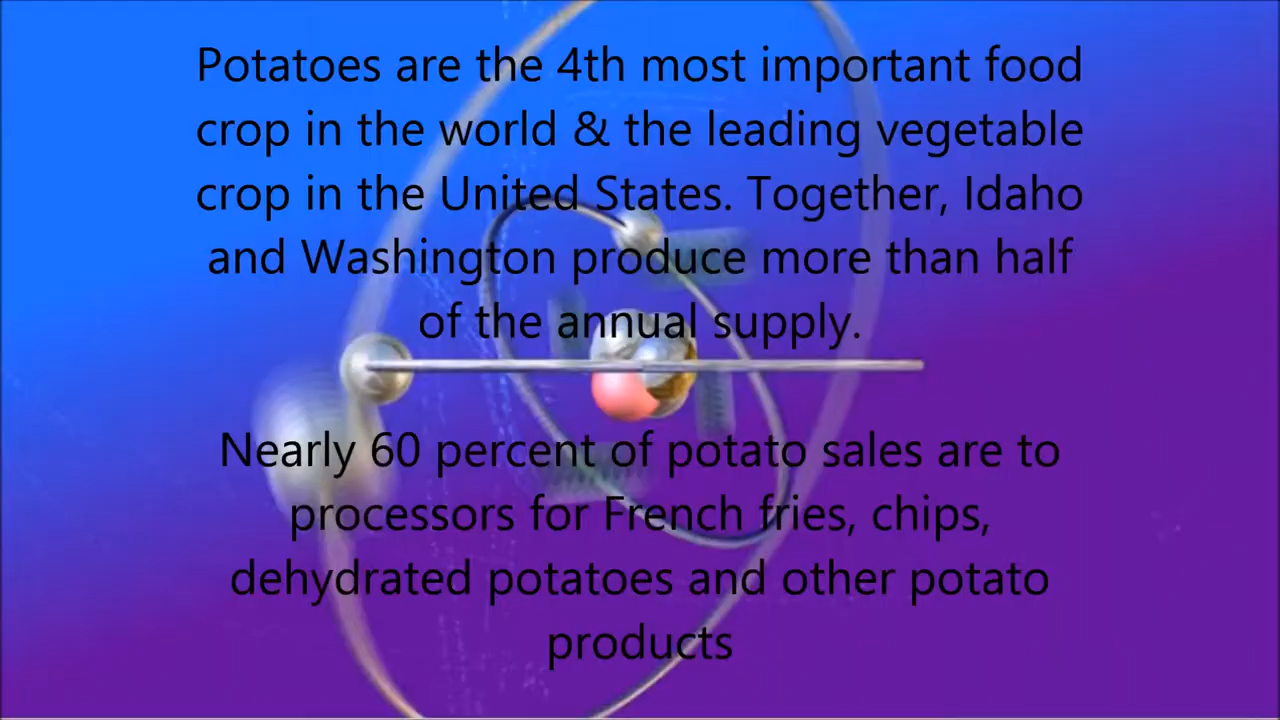 Potatoes are the 4th most important food
crop in the world & the leading vegetable
crop in the United States. Together, Idaho
and Washington produce more than half
of the annual supply.
Nearly 60 percent of potato sales are to
processors for French fries, chips,
dehydrated potatoes and other potato
products